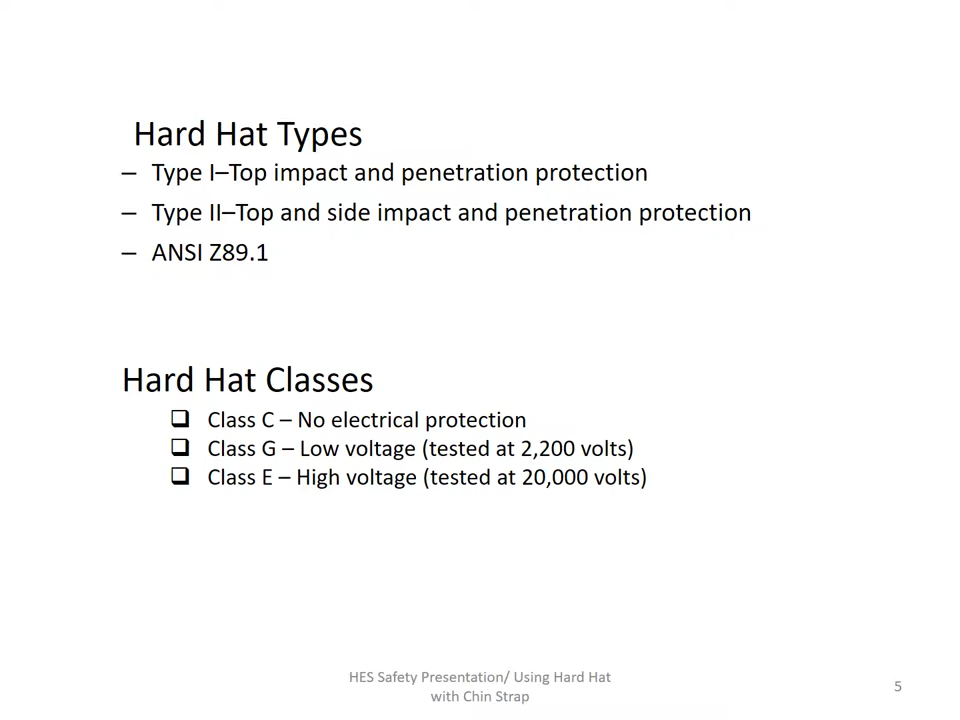 Hard Hat Types
– Type I–Top impact and penetration protection
– Type II–Top and side impact and penetration protection
– ANSI Z89.1
Hard Hat Classes
❑ Class C – No electrical protection
❑ Class G – Low voltage (tested at 2,200 volts)
❑ Class E – High voltage (tested at 20,000 volts)
HES Safety Presentation/ Using Hard Hat
with Chin Strap
5